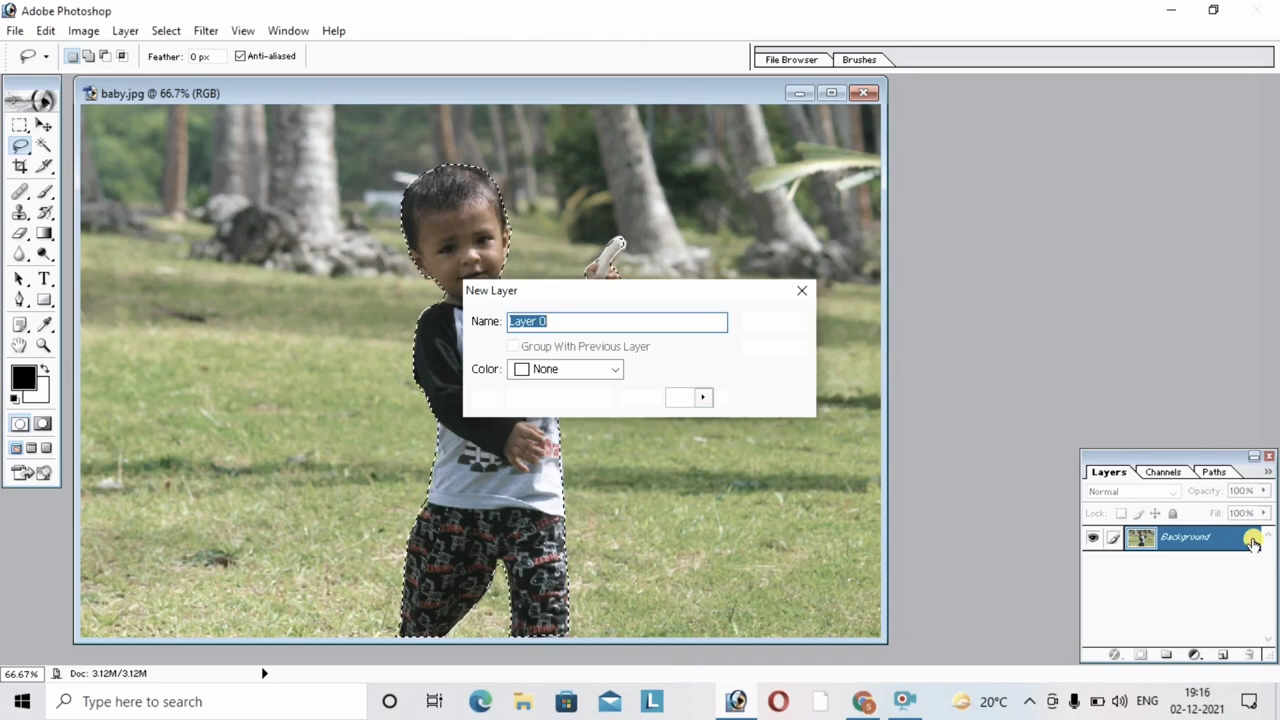 Adobe Photoshop
File Edit Image Layer Select Filter View Window Help
Feather: 0 px Anti-aliased File Browser Brushes
baby.jpg @ 66.7% (RGB)
New Layer
Name: Layer 0
Group With Previous Layer
Color: None
Layers Channels Paths
Normal Opacity: 100%
Lock: Fill: 100%
Background
66.67% Doc: 3.12M/3.12M
Type here to search
L
S
20°C
ENG
19:16
02-12-2021